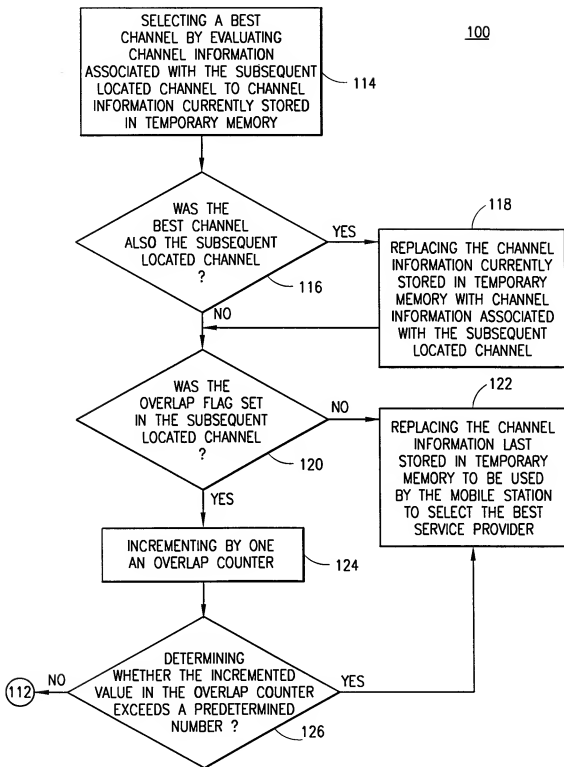 100
SELECTING A BEST
CHANNEL BY EVALUATING
CHANNEL INFORMATION
ASSOCIATED WITH THE SUBSEQUENT
LOCATED CHANNEL TO CHANNEL
INFORMATION CURRENTLY STORED
IN TEMPORARY MEMORY
114
WAS THE
BEST CHANNEL
ALSO THE SUBSEQUENT
LOCATED CHANNEL
?
116
YES
NO
118
REPLACING THE CHANNEL
INFORMATION CURRENTLY
STORED IN TEMPORARY
MEMORY WITH CHANNEL
INFORMATION ASSOCIATED
WITH THE SUBSEQUENT
LOCATED CHANNEL
WAS THE
OVERLAP FLAG SET
IN THE SUBSEQUENT
LOCATED CHANNEL
?
120
NO
YES
122
REPLACING THE CHANNEL
INFORMATION LAST
STORED IN TEMPORARY
MEMORY TO BE USED
BY THE MOBILE STATION
TO SELECT THE BEST
SERVICE PROVIDER
INCREMENTING BY ONE
AN OVERLAP COUNTER
124
DETERMINING
WHETHER THE INCREMENTED
VALUE IN THE OVERLAP COUNTER
EXCEEDS A PREDETERMINED
NUMBER ?
126
NO
112
YES